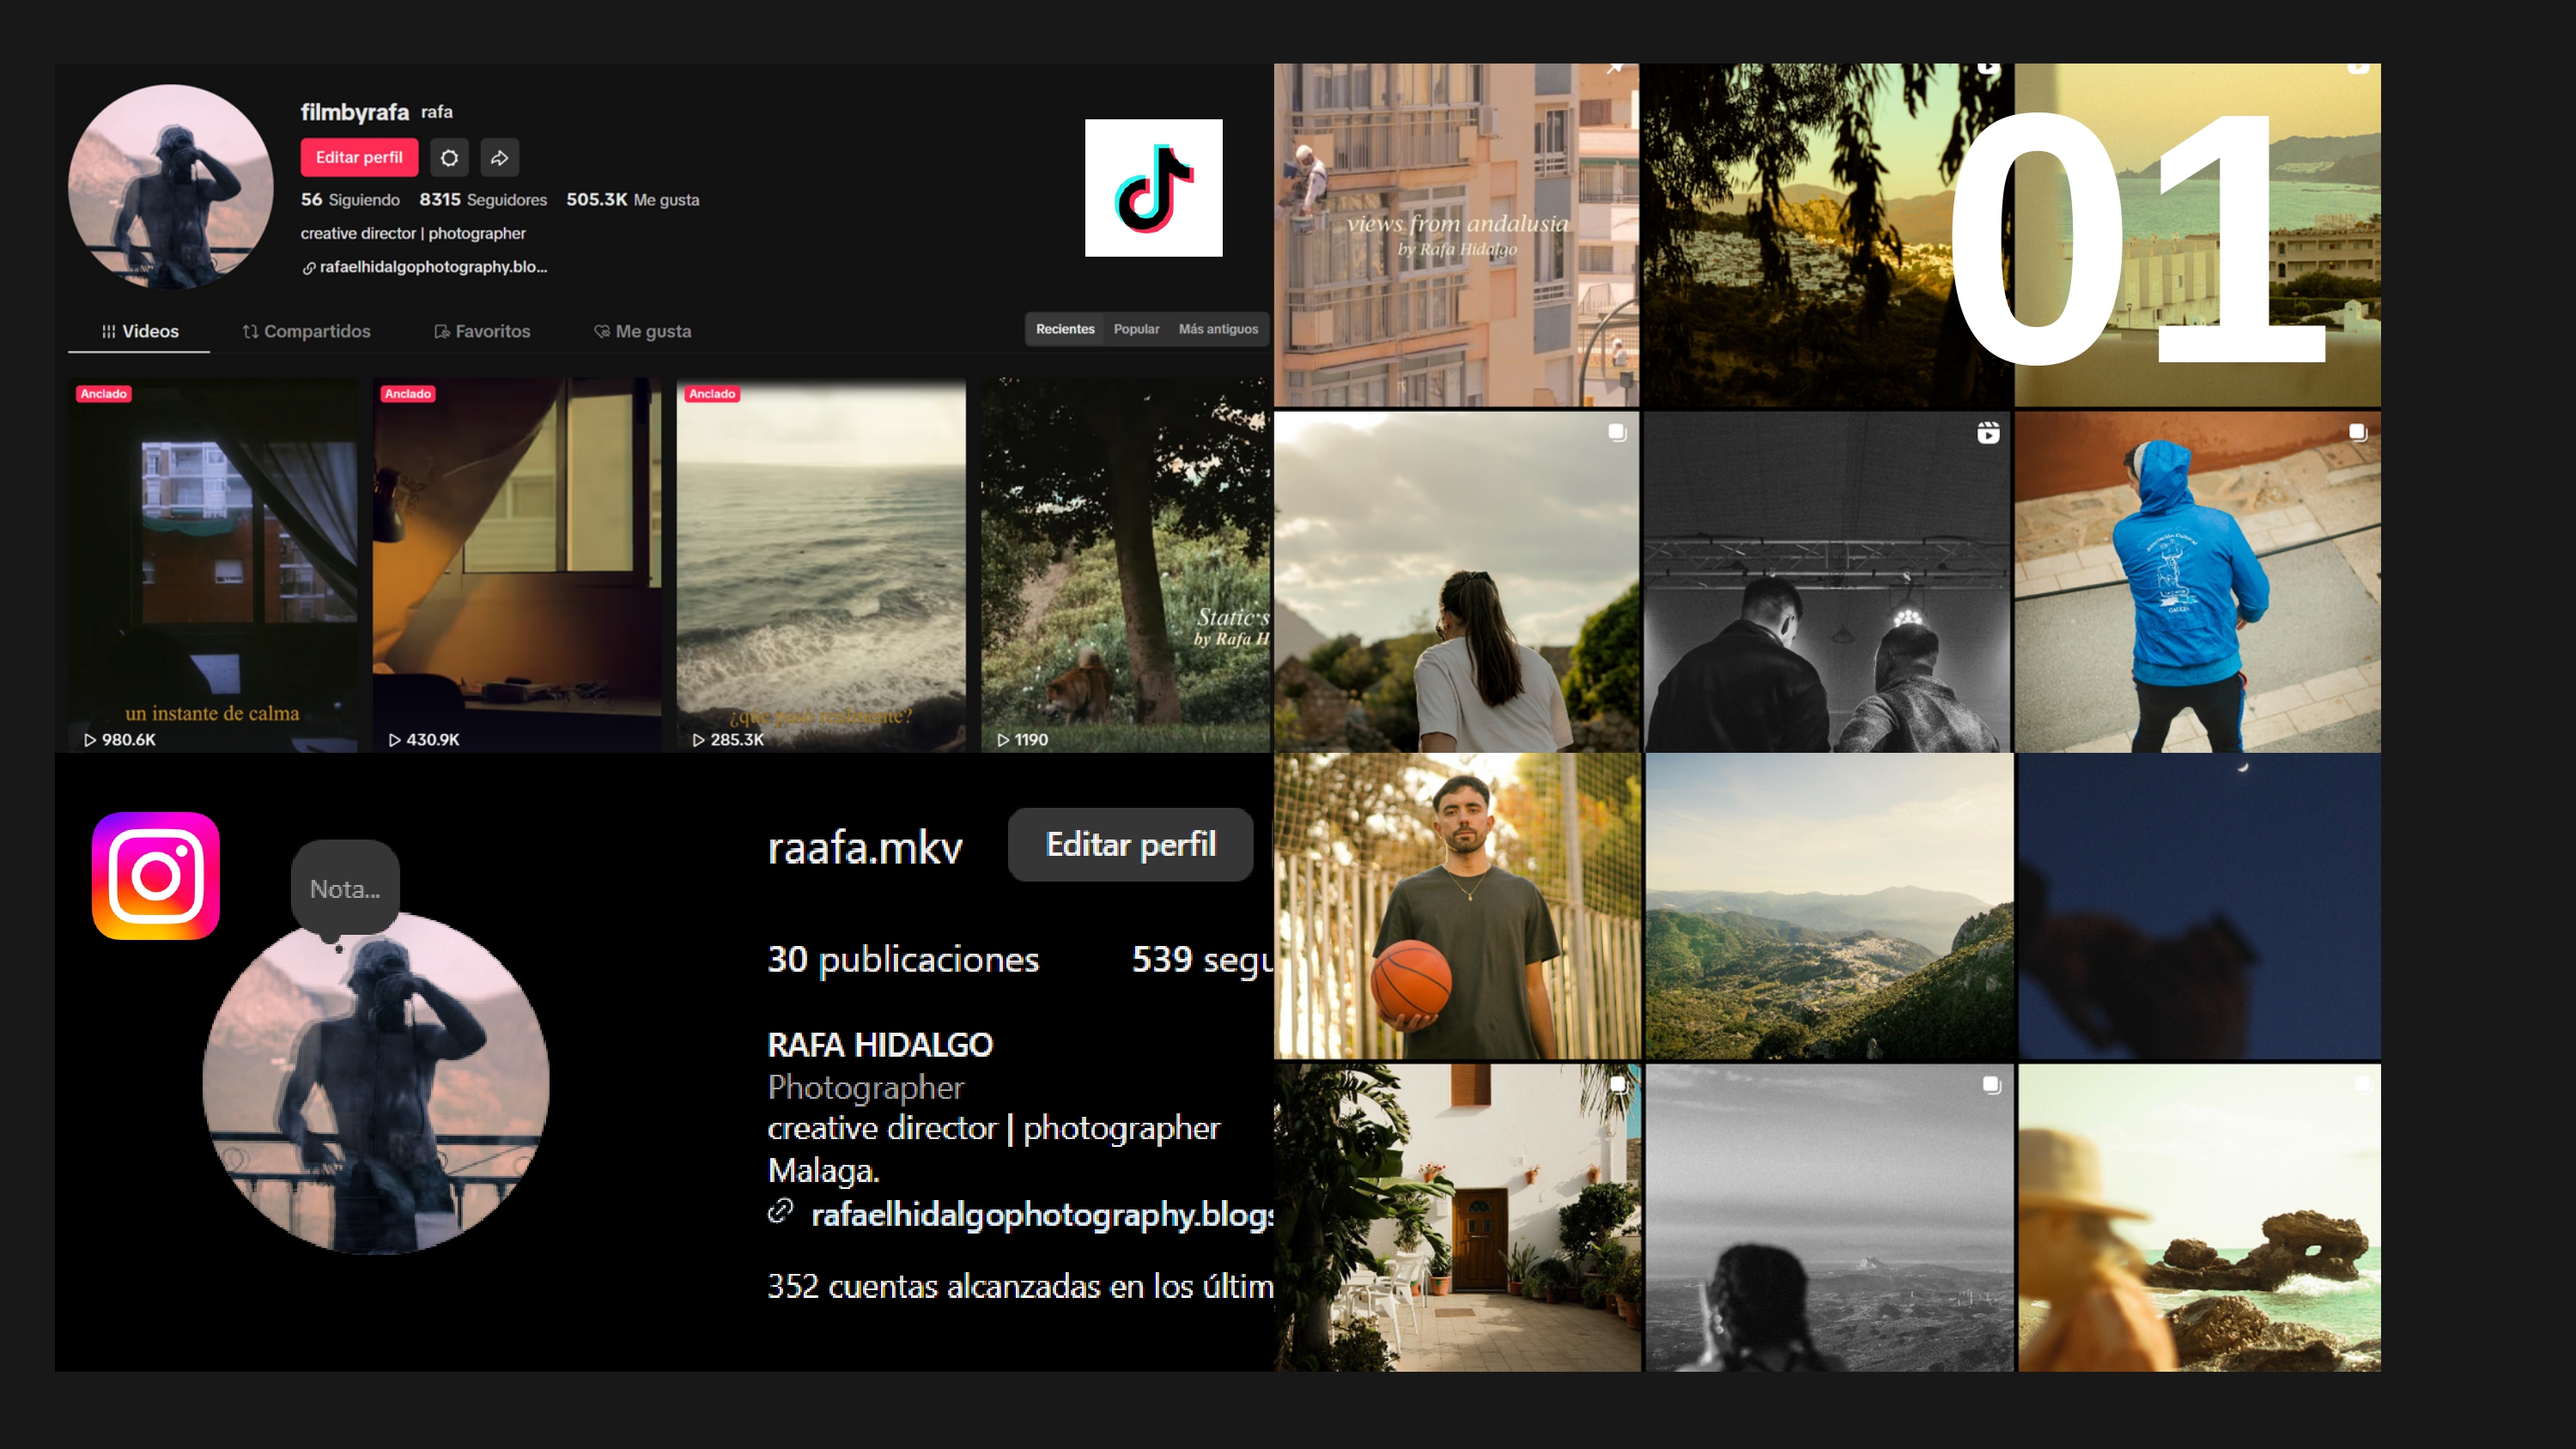 filmbyrafa rafa
Editar perfil
56 Siguiendo 8315 Seguidores 505.3K Me gusta
creative director | photographer
rafaelhidalgophotography.blo...
Videos Compartidos Favoritos Me gusta
Recientes Popular Más antiguos
Anclado
un instante de calma
980.6K
Anclado
430.9K
Anclado
¿qué pasó realmente?
285.3K
Static's
by Rafa H
1190
views from andalusia
by Rafa Hidalgo
01
Asociación Cultural
Nota...
raafa.mkv Editar perfil
30 publicaciones 539 segu
RAFA HIDALGO
Photographer
creative director | photographer
Malaga.
rafaelhidalgophotography.blogs
352 cuentas alcanzadas en los últim